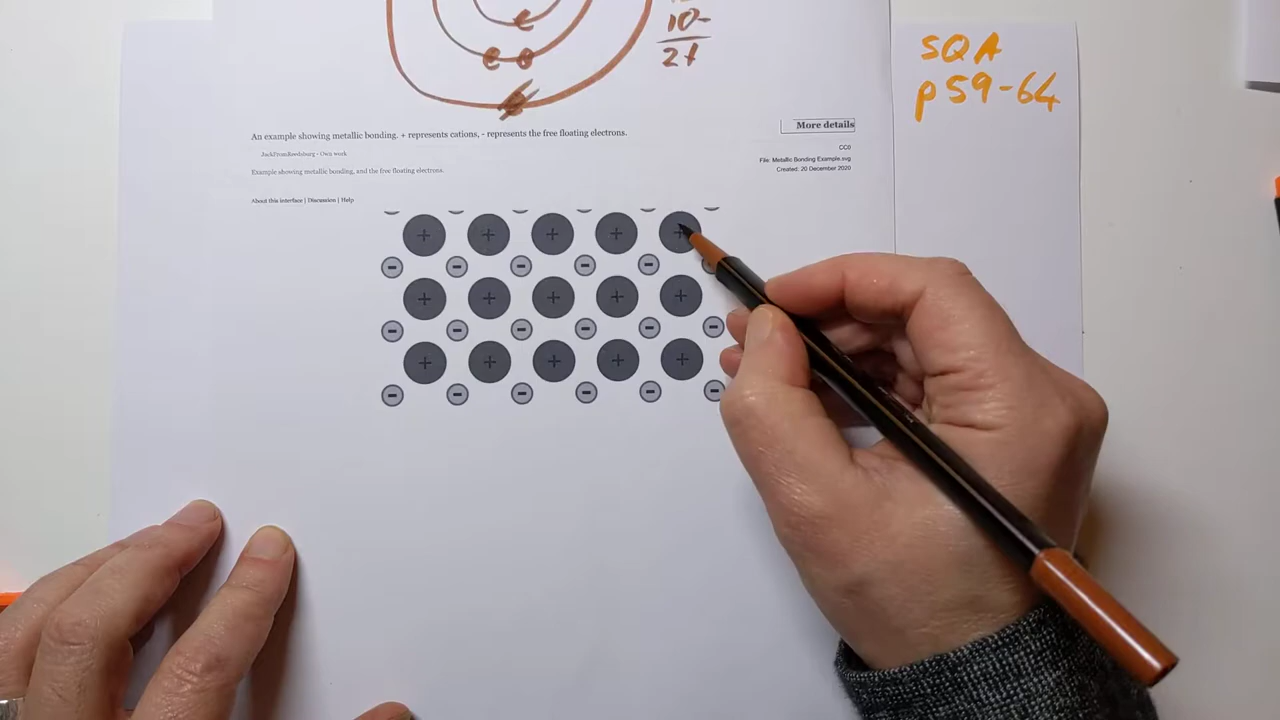 10-
2+
SQA
p59-64
An example showing metallic bonding. + represents cations, - represents the free floating electrons.
More details
JackFromReedsburg - Own work
CC0
File: Metallic Bonding Example.svg
Created: 20 December 2020
Example showing metallic bonding, and the free floating electrons.
About this interface | Discussion | Help
+ + + + +
- - - - -
+ + + + +
- - - - - -
+ + + + +
- - - - - -